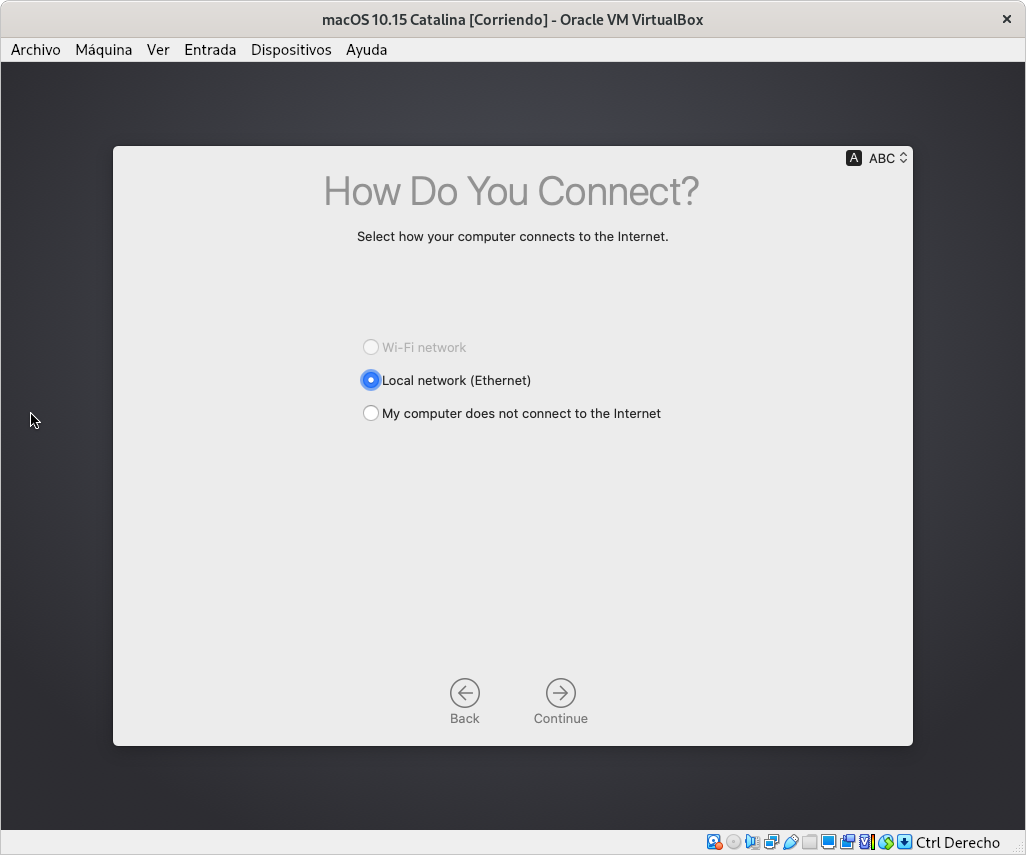 macOS 10.15 Catalina [Corriendo] - Oracle VM VirtualBox
Archivo Máquina Ver Entrada Dispositivos Ayuda
A ABC
How Do You Connect?
Select how your computer connects to the Internet.
Wi-Fi network
Local network (Ethernet)
My computer does not connect to the Internet
Back Continue
Ctrl Derecho